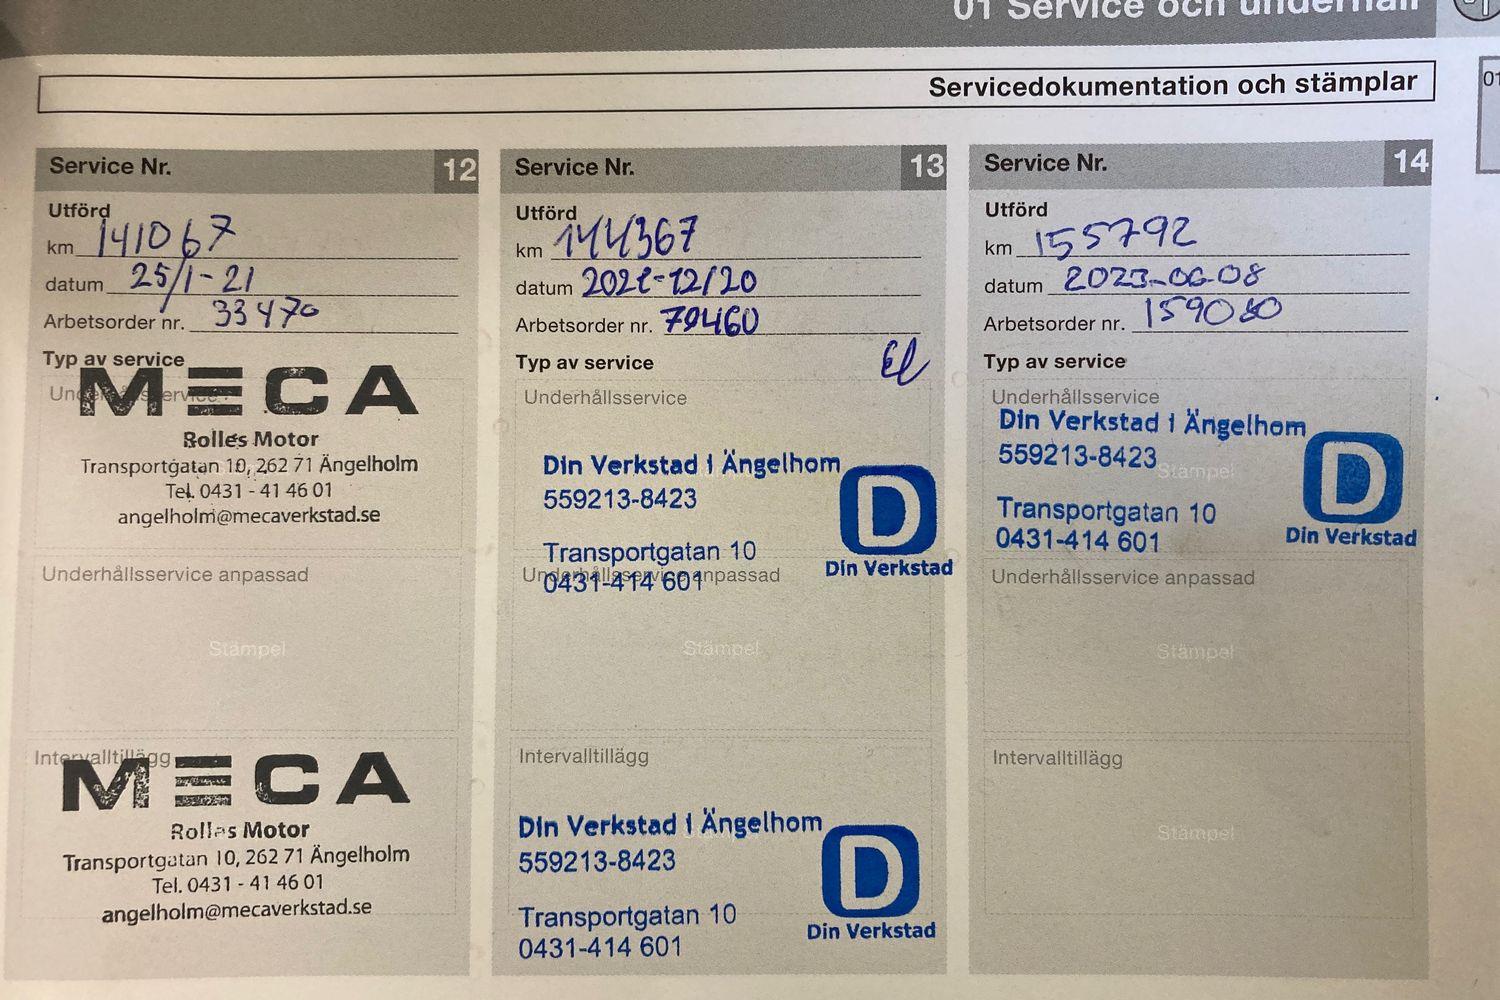 01 Service och underhåll
Servicedokumentation och stämplar
01
Service Nr. 12
Utförd
km 141067
datum 25/1-21
Arbetsorder nr. 33470
Typ av service
Underhållsservice
MECA
Rolles Motor
Transportgatan 10, 262 71 Ängelholm
Tel. 0431 - 41 46 01
angelholm@mecaverkstad.se
Underhållsservice anpassad
Stämpel
Intervalltillägg
MECA
Rolles Motor
Transportgatan 10, 262 71 Ängelholm
Tel. 0431 - 41 46 01
angelholm@mecaverkstad.se
Service Nr. 13
Utförd
km 144367
datum 2021-12/20
Arbetsorder nr. 79460
Typ av service
Underhållsservice
Din Verkstad i Ängelhom
559213-8423
Transportgatan 10
0431-414 601
D
Din Verkstad
Underhållsservice anpassad
Stämpel
Intervalltillägg
Din Verkstad i Ängelhom
559213-8423
Transportgatan 10
0431-414 601
D
Din Verkstad
Service Nr. 14
Utförd
km 155792
datum 2023-06-08
Arbetsorder nr. 159080
Typ av service
Underhållsservice
Din Verkstad i Ängelhom
559213-8423
Stämpel
Transportgatan 10
0431-414 601
D
Din Verkstad
Underhållsservice anpassad
Stämpel
Intervalltillägg
Stämpel